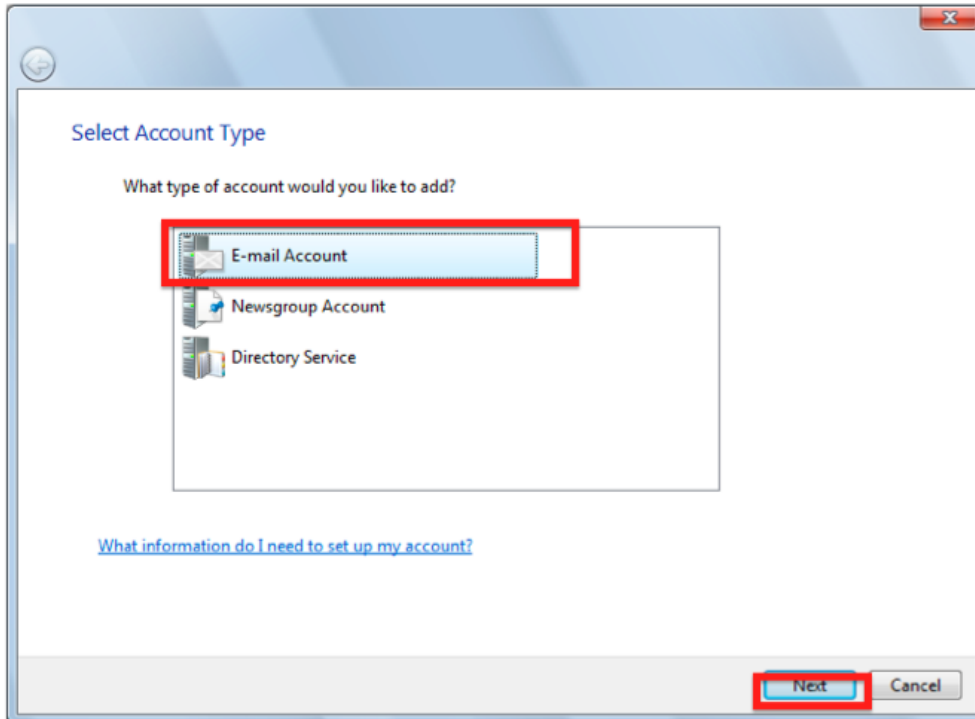 Select Account Type
What type of account would you like to add?
E-mail Account
Newsgroup Account
Directory Service
What information do I need to set up my account?
Next Cancel